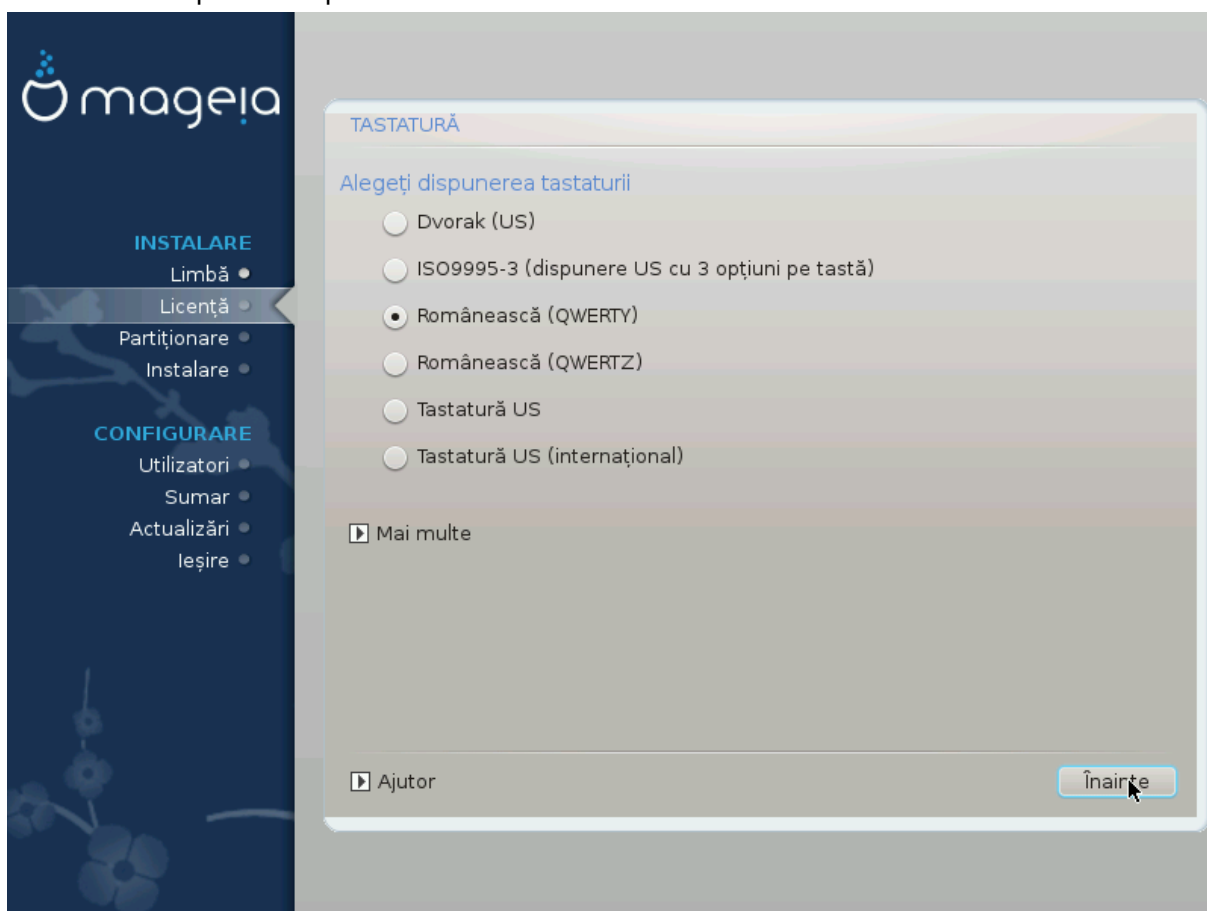 mageia
INSTALARE
Limbă
Licență
Partiționare
Instalare
CONFIGURARE
Utilizatori
Sumar
Actualizări
Ieșire
TASTATURĂ
Alegeți dispunerea tastaturii
Dvorak (US)
ISO9995-3 (dispunere US cu 3 opțiuni pe tastă)
Românească (QWERTY)
Românească (QWERTZ)
Tastatură US
Tastatură US (internațional)
Mai multe
Ajutor
Înainte